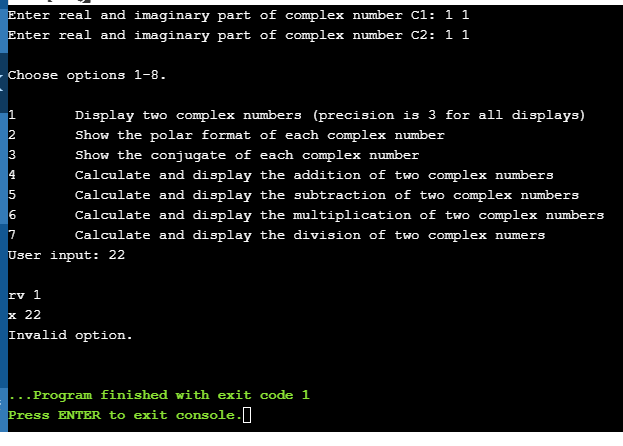 Enter real and imaginary part of complex number C1: 1 1
Enter real and imaginary part of complex number C2: 1 1
Choose options 1-8.
1 Display two complex numbers (precision is 3 for all displays)
2 Show the polar format of each complex number
3 Show the conjugate of each complex number
4 Calculate and display the addition of two complex numbers
5 Calculate and display the subtraction of two complex numbers
6 Calculate and display the multiplication of two complex numbers
7 Calculate and display the division of two complex numers
User input: 22
rv 1
x 22
Invalid option.
...Program finished with exit code 1
Press ENTER to exit console.